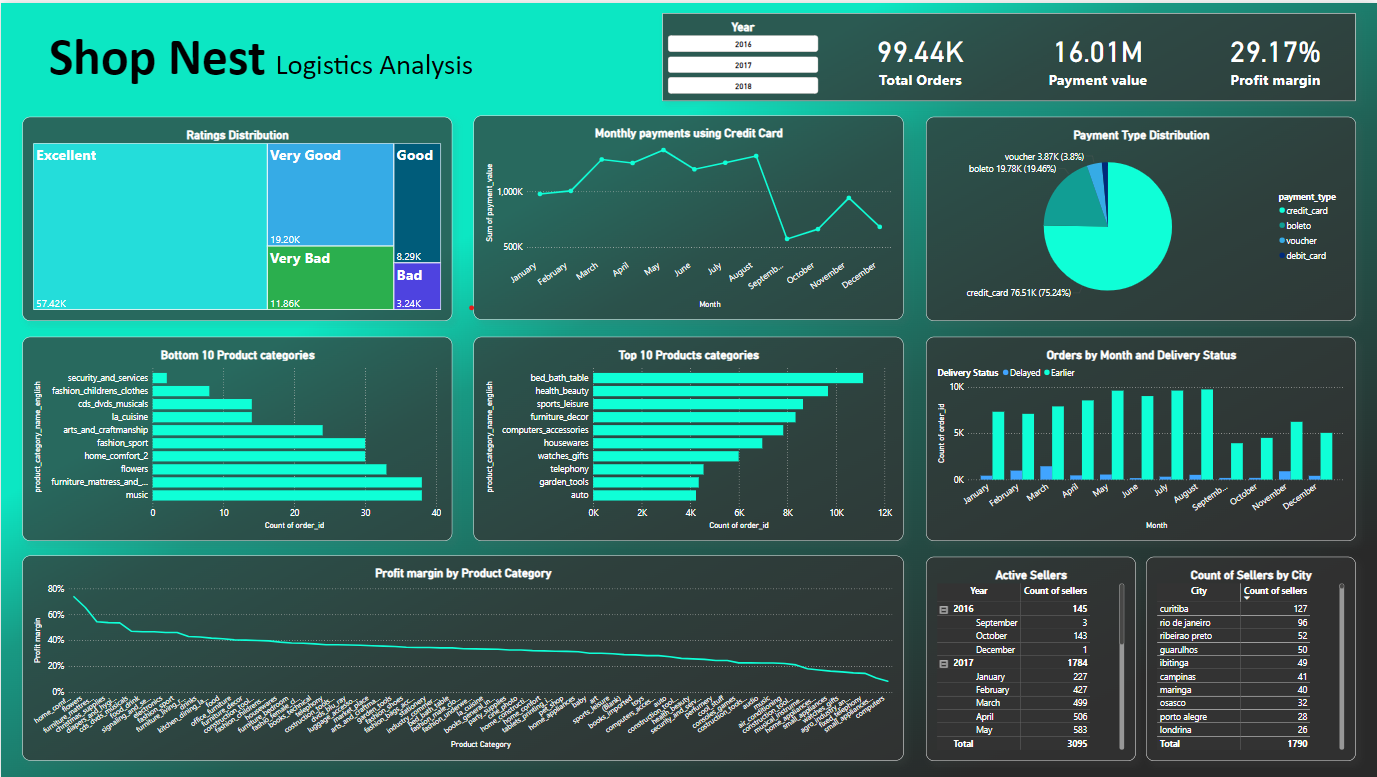 Shop Nest Logistics Analysis
Year
2016
2017
2018
99.44K
Total Orders
16.01M
Payment value
29.17%
Profit margin
Ratings Distribution
Excellent
57.42K
Very Good
19.20K
Very Bad
11.86K
Good
8.29K
Bad
3.24K
Monthly payments using Credit Card
Sum of payment_value
1,000K
500K
January
February
March
April
May
June
July
August
Septemb...
October
November
December
Month
Payment Type Distribution
voucher 3.87K (3.8%)
boleto 19.78K (19.46%)
credit_card 76.51K (75.24%)
payment_type
credit_card
boleto
voucher
debit_card
Bottom 10 Product categories
product_category_name_english
security_and_services
fashion_childrens_clothes
cds_dvds_musicals
la_cuisine
arts_and_craftmanship
fashion_sport
home_comfort_2
flowers
furniture_mattress_and_...
music
0 10 20 30 40
Count of order_id
Top 10 Products categories
product_category_name_english
bed_bath_table
health_beauty
sports_leisure
furniture_decor
computers_accessories
housewares
watches_gifts
telephony
garden_tools
auto
0K 2K 4K 6K 8K 10K 12K
Count of order_id
Orders by Month and Delivery Status
Delivery Status Delayed Earlier
Count of order_id
10K
5K
0K
January
February
March
April
May
June
July
August
Septemb...
October
November
December
Month
Profit margin by Product Category
Profit margin
80%
60%
40%
20%
0%
Product Category
Active Sellers
Year Count of sellers
2016 145
September 3
October 143
December 1
2017 1784
January 227
February 427
March 499
April 506
May 583
Total 3095
Count of Sellers by City
City Count of sellers
curitiba 127
rio de janeiro 96
ribeirao preto 52
guarulhos 50
ibitinga 49
campinas 41
maringa 40
osasco 32
porto alegre 28
londrina 26
Total 1790